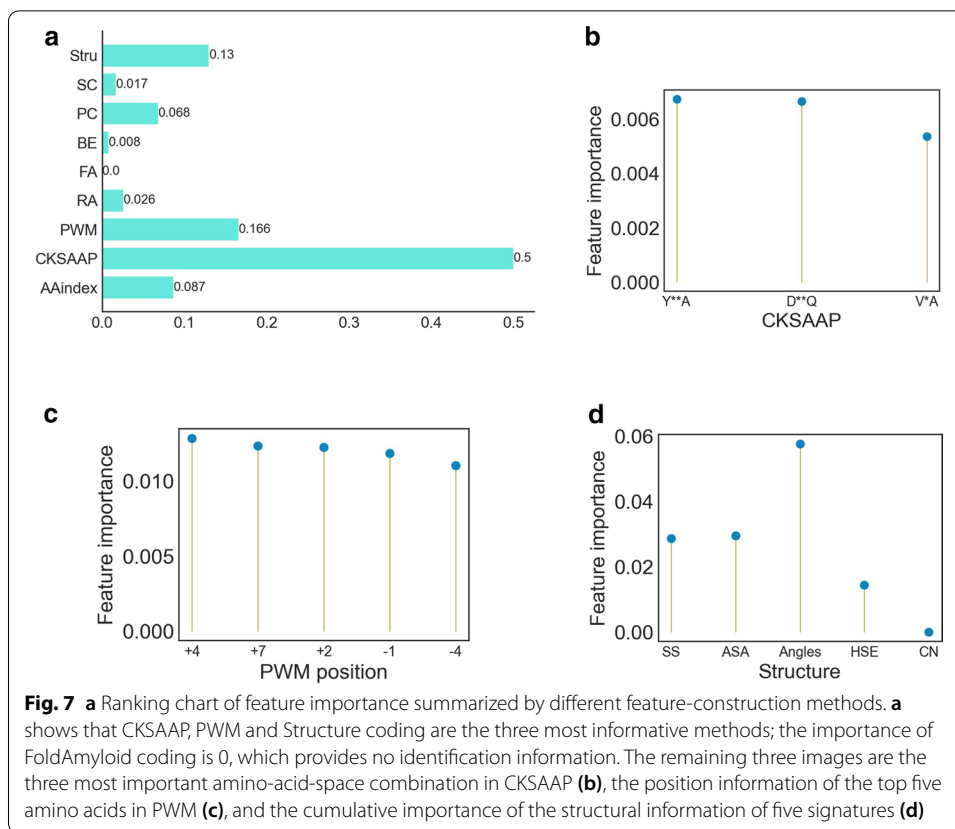 a
Stru
0.13
SC
0.017
PC
0.068
BE
0.008
FA
0.0
RA
0.026
PWM
0.166
CKSAAP
0.5
AAindex
0.087
0.0 0.1 0.2 0.3 0.4 0.5
b
Feature importance
0.006
0.004
0.002
0.000
Y**A D**Q V*A
CKSAAP
c
Feature importance
0.010
0.005
0.000
+4 +7 +2 -1 -4
PWM position
d
Feature importance
0.06
0.04
0.02
0.00
SS ASA Angles HSE CN
Structure
Fig. 7 a Ranking chart of feature importance summarized by different feature-construction methods. a
shows that CKSAAP, PWM and Structure coding are the three most informative methods; the importance of
FoldAmyloid coding is 0, which provides no identification information. The remaining three images are the
three most important amino-acid-space combination in CKSAAP (b), the position information of the top five
amino acids in PWM (c), and the cumulative importance of the structural information of five signatures (d)